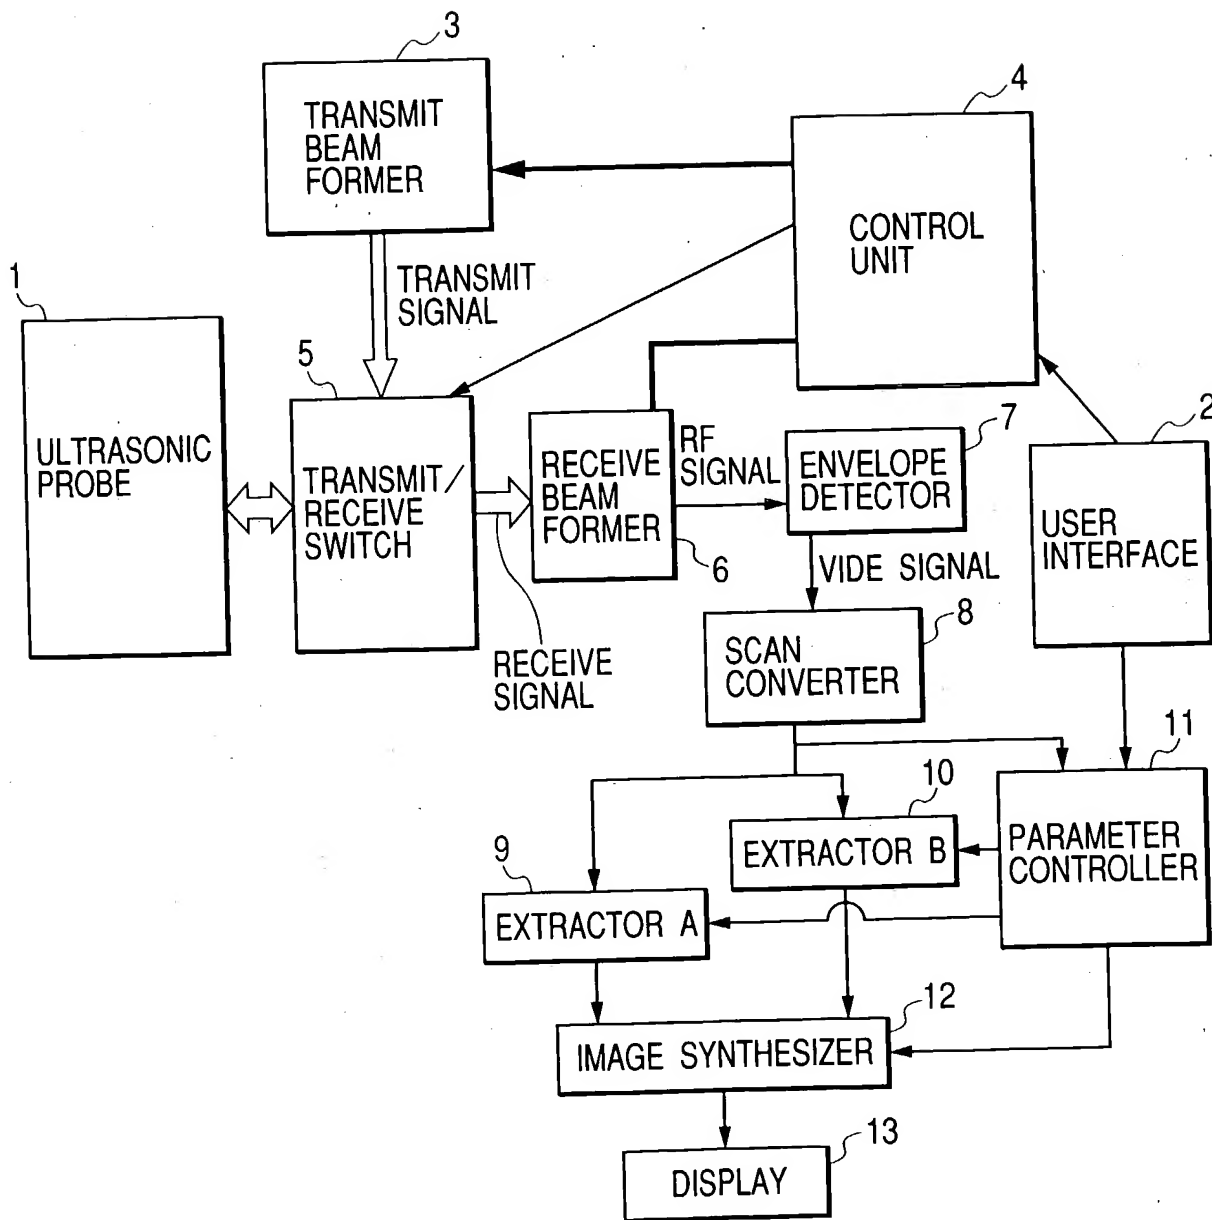 3
TRANSMIT
BEAM
FORMER
4
CONTROL
UNIT
TRANSMIT
SIGNAL
1
ULTRASONIC
PROBE
5
TRANSMIT/
RECEIVE
SWITCH
RECEIVE
SIGNAL
RECEIVE
BEAM
FORMER
6
RF
SIGNAL
7
ENVELOPE
DETECTOR
2
USER
INTERFACE
VIDE SIGNAL
8
SCAN
CONVERTER
11
PARAMETER
CONTROLLER
10
EXTRACTOR B
9
EXTRACTOR A
12
IMAGE SYNTHESIZER
13
DISPLAY